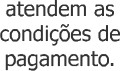 atendem as
condições de
pagamento.